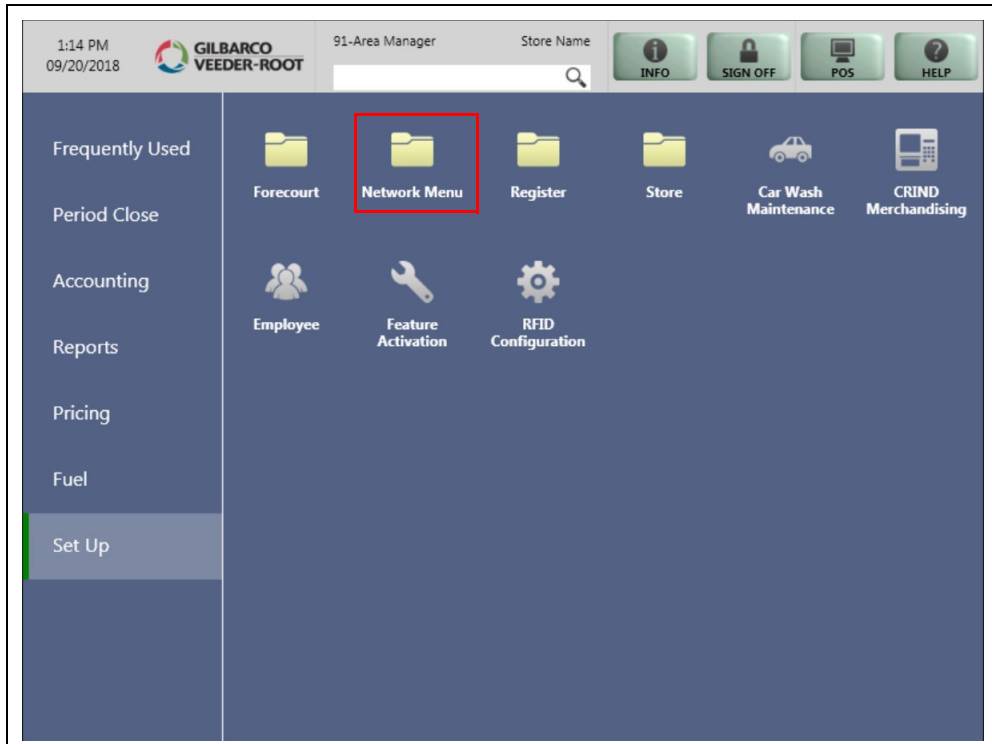 1:14 PM
09/20/2018
GILBARCO
VEEDER-ROOT
91-Area Manager
Store Name
INFO
SIGN OFF
POS
HELP
Frequently Used
Period Close
Accounting
Reports
Pricing
Fuel
Set Up
Forecourt
Network Menu
Register
Store
Car Wash
Maintenance
CRIND
Merchandising
Employee
Feature
Activation
RFID
Configuration